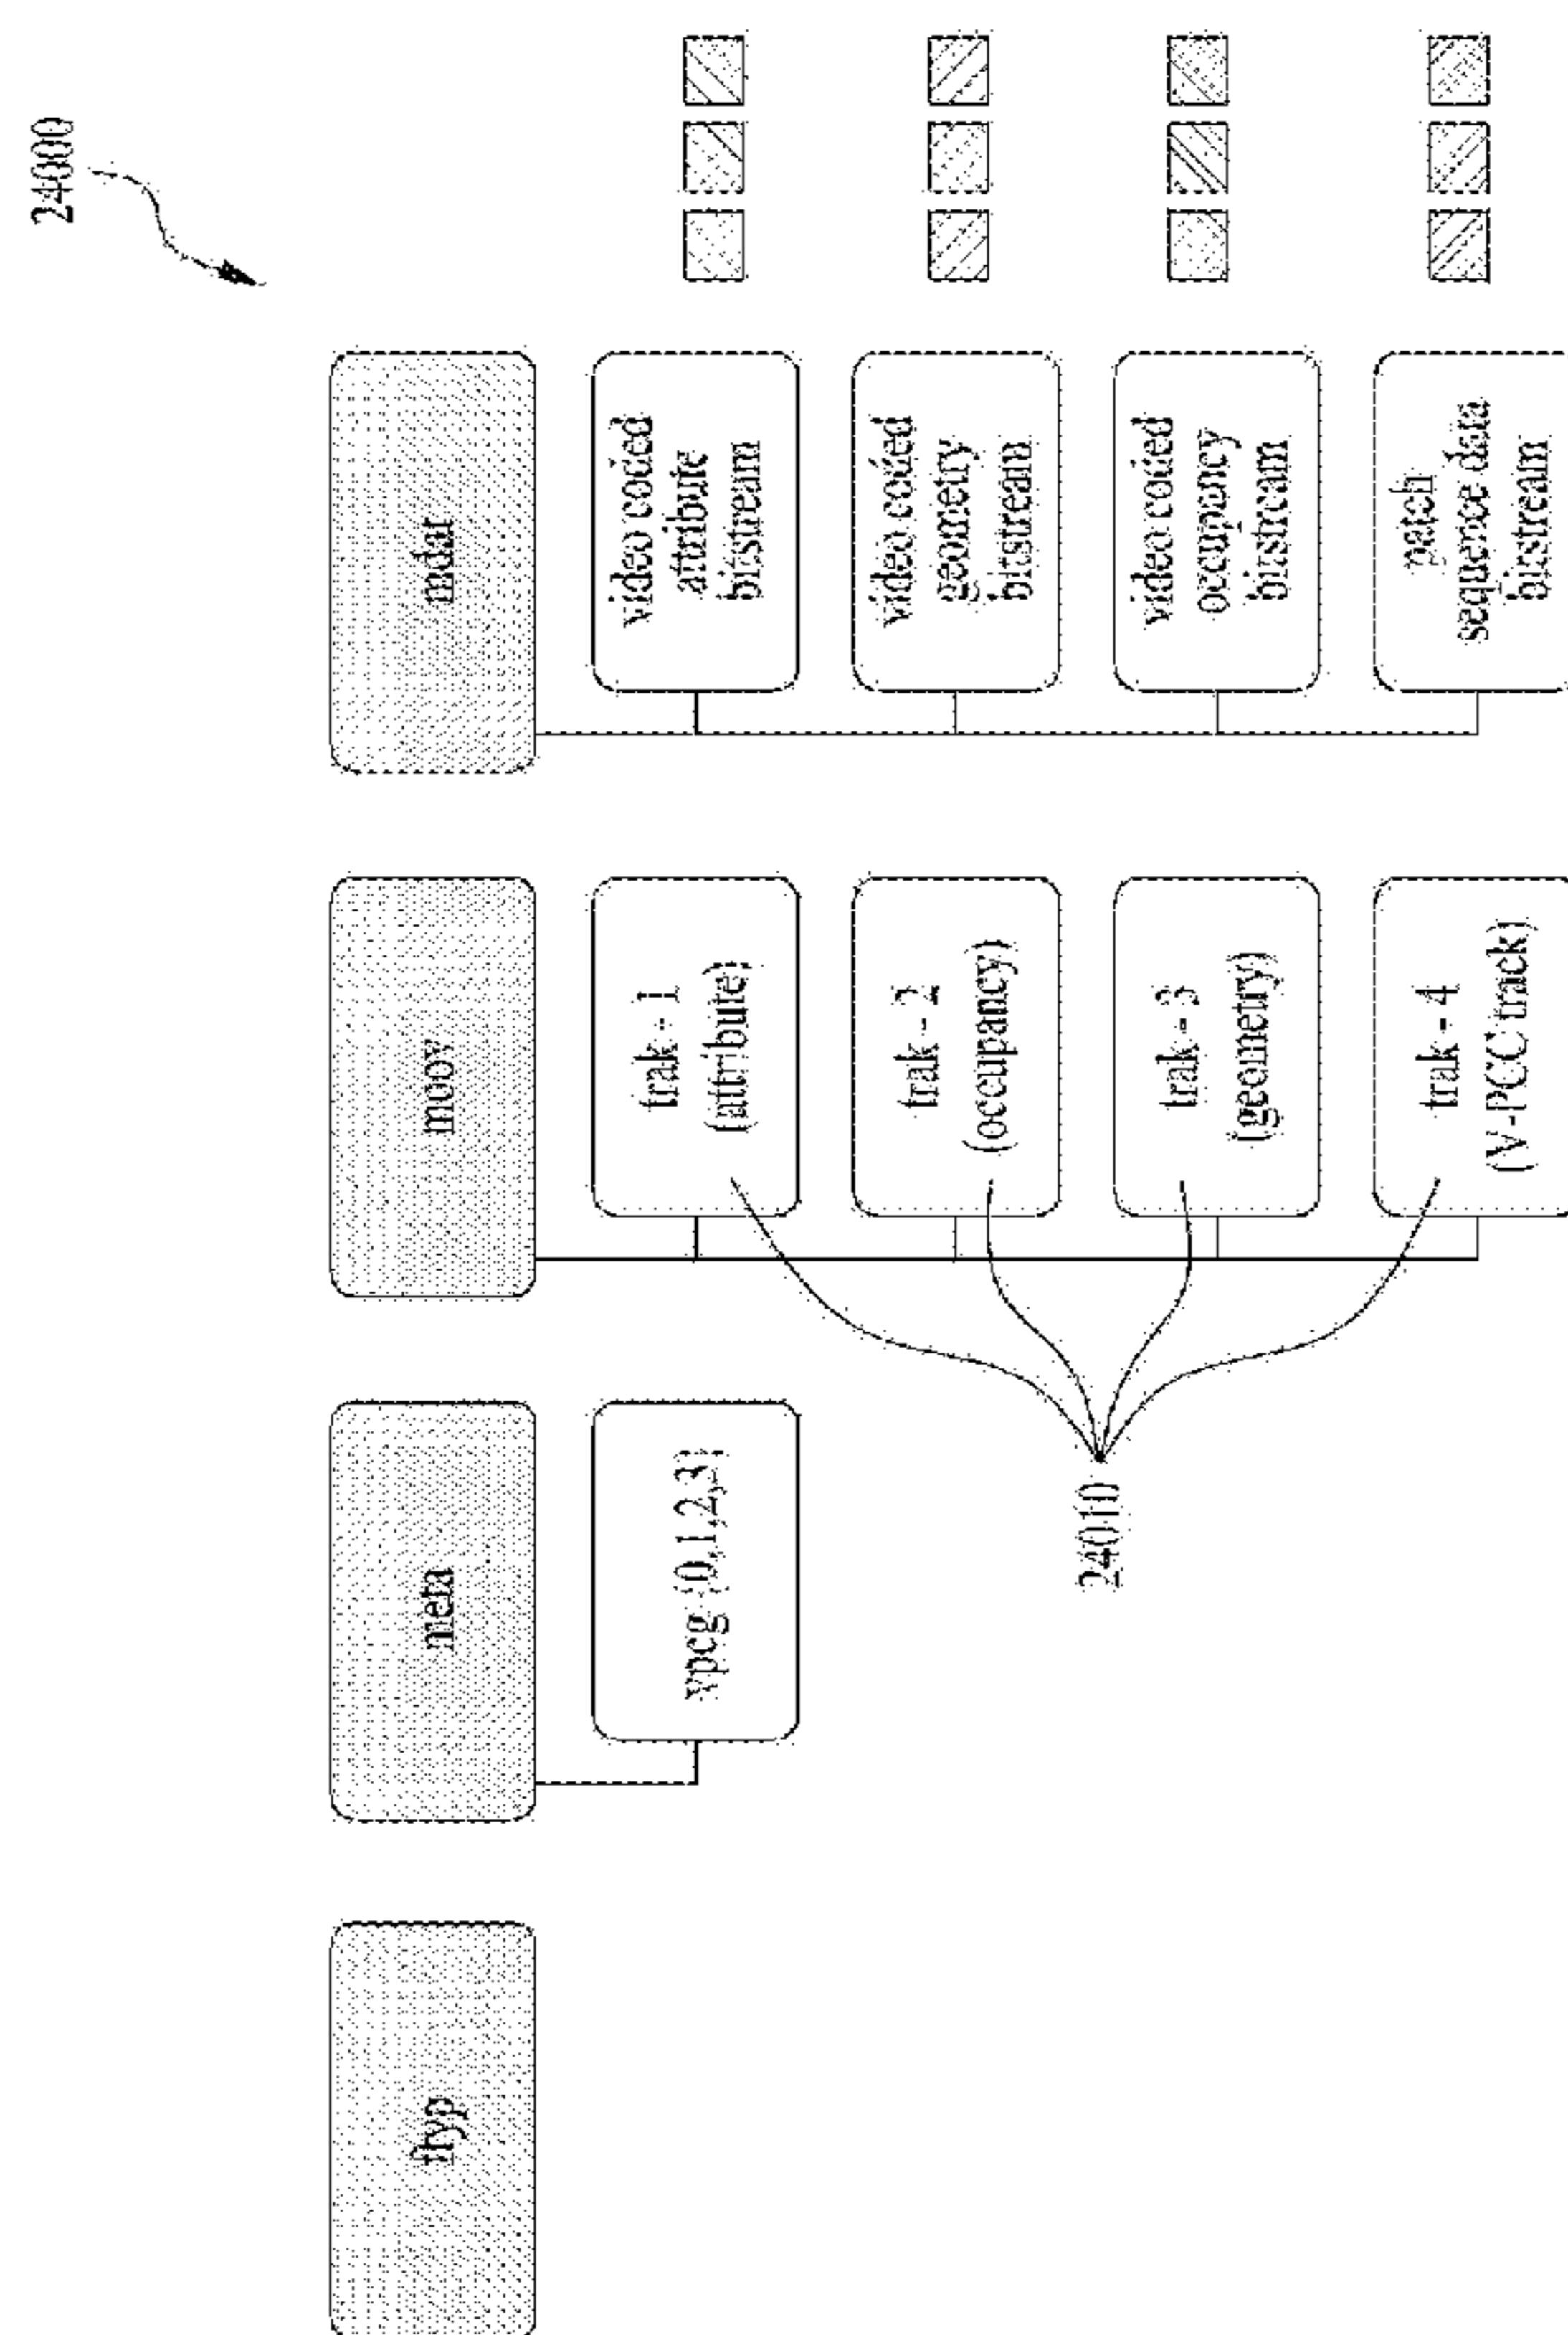 24000
ftyp
meta
moov
mdat
vpcg {0,1,2,3}
trak - 1
(attribute)
video coded
attribute
bitstream
trak - 2
(occupancy)
video coded
geometry
bitstream
24010
trak - 3
(geometry)
video coded
occupancy
bitstream
trak - 4
(V-PCC track)
patch
sequence data
bitstream